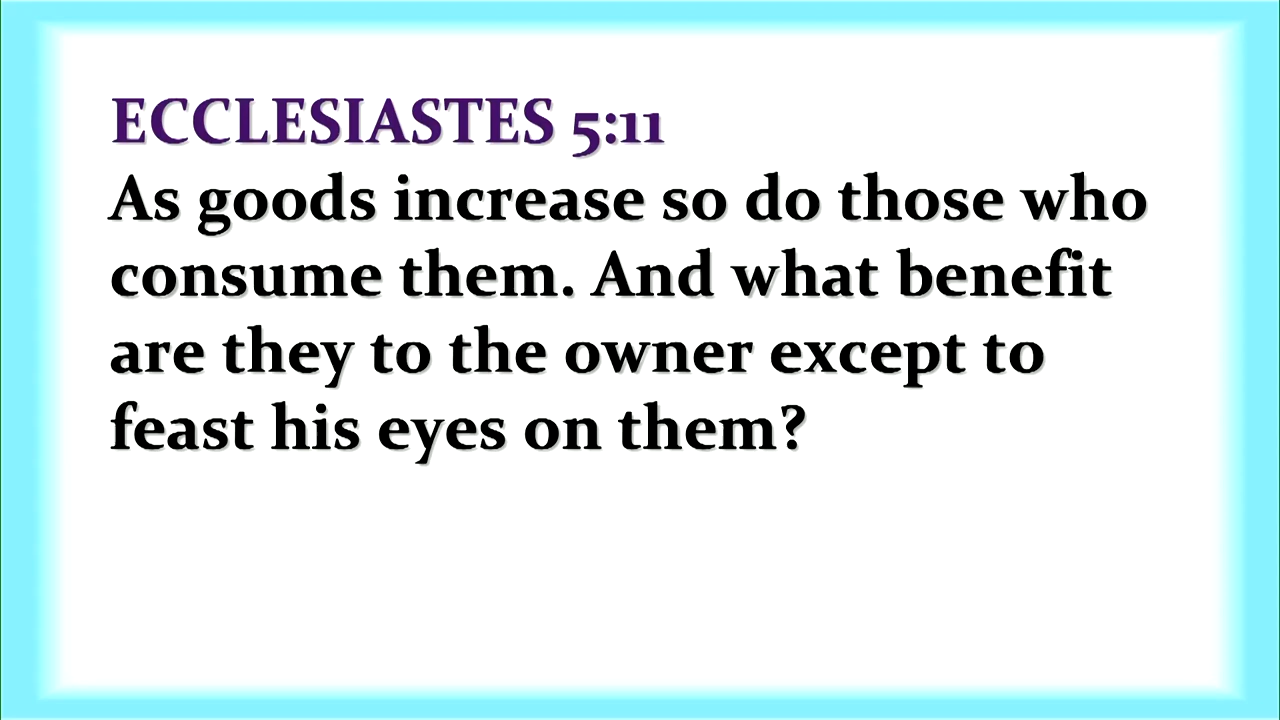 ECCLESIASTES 5:11
As goods increase so do those who
consume them. And what benefit
are they to the owner except to
feast his eyes on them?